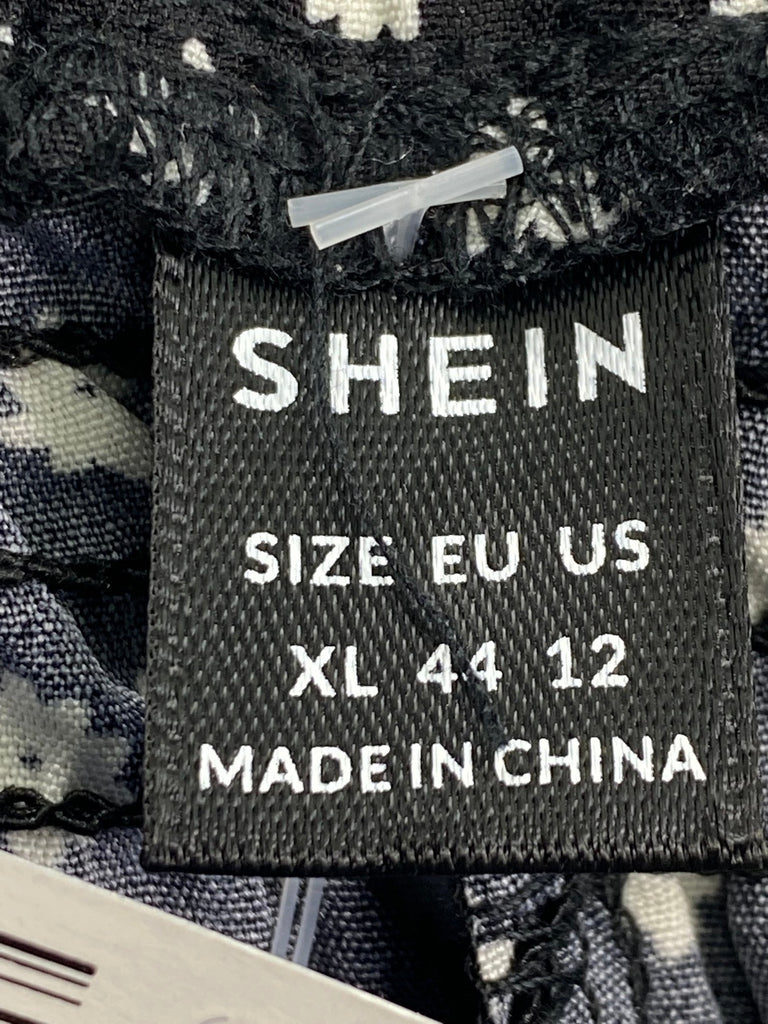 SHEIN
SIZE EU US
XL 44 12
MADE IN CHINA